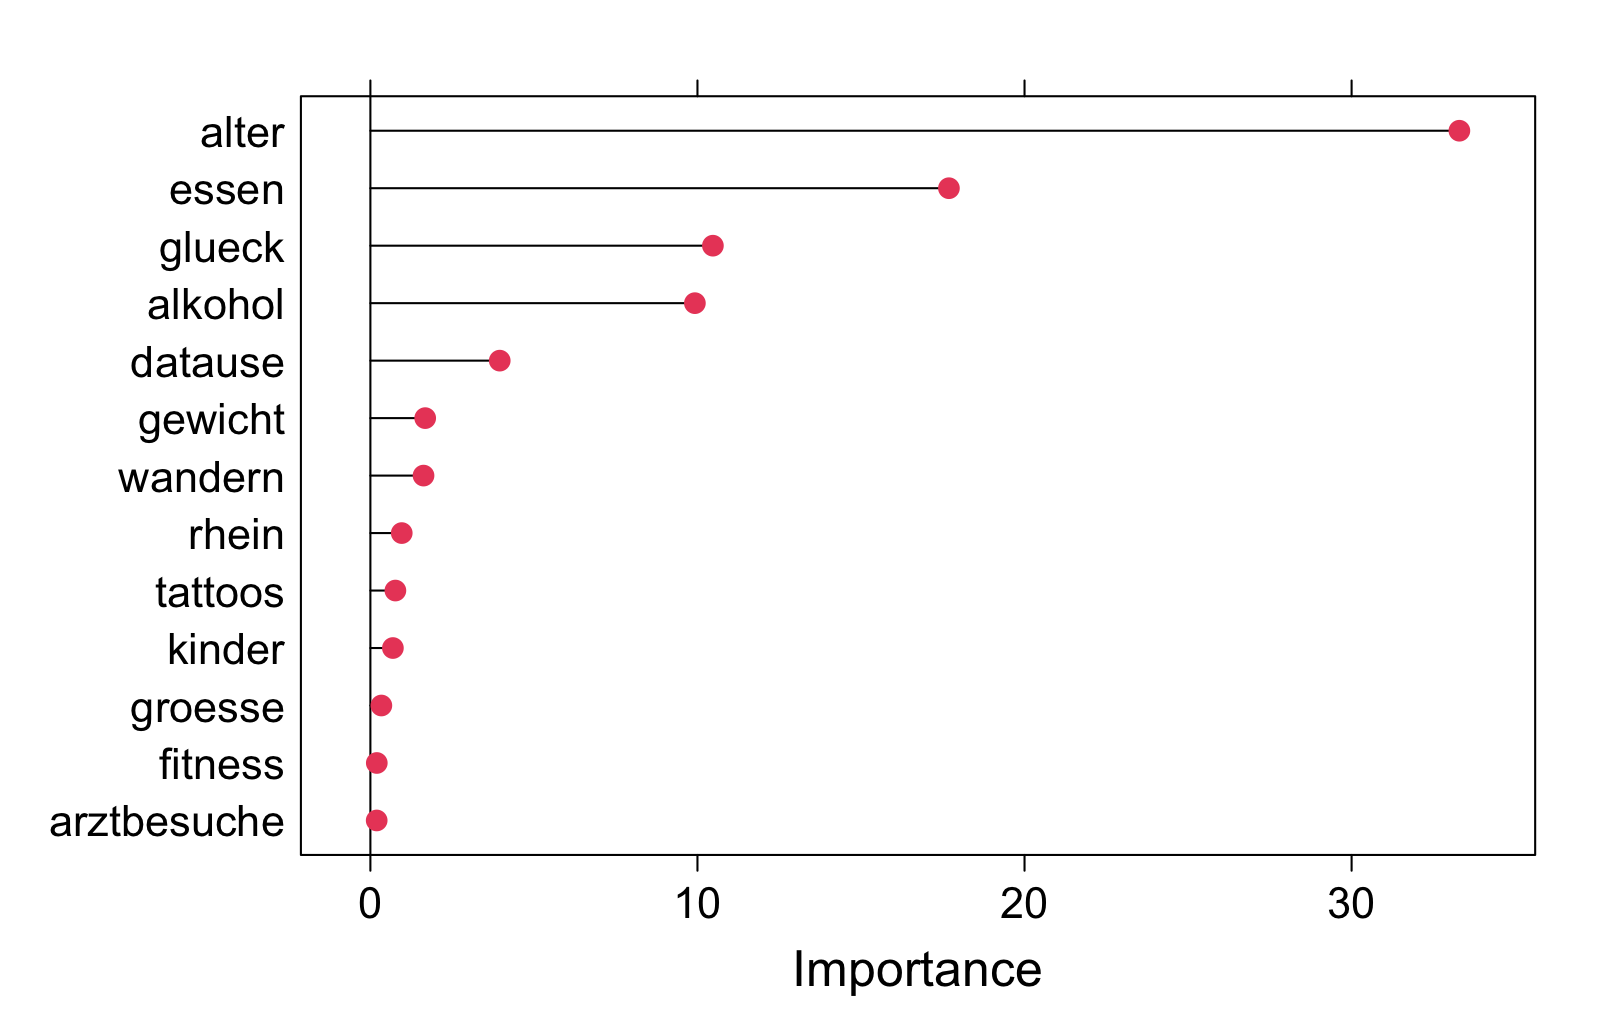 alter
essen
glueck
alkohol
datause
gewicht
wandern
rhein
tattoos
kinder
groesse
fitness
arztbesuche
0 10 20 30
Importance